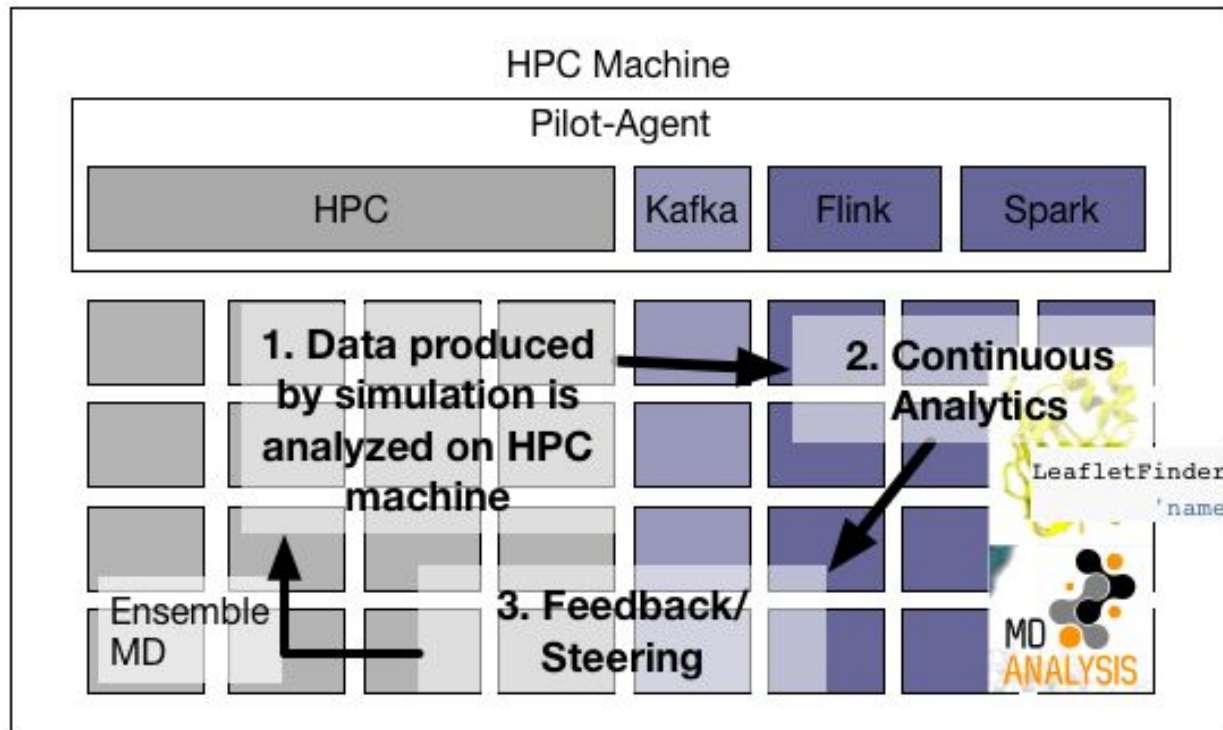 HPC Machine
Pilot-Agent
HPC
Kafka
Flink
Spark
1. Data produced
by simulation is
analyzed on HPC
machine
2. Continuous
Analytics
LeafletFinder
'name
3. Feedback/
Steering
Ensemble
MD
MD
ANALYSIS